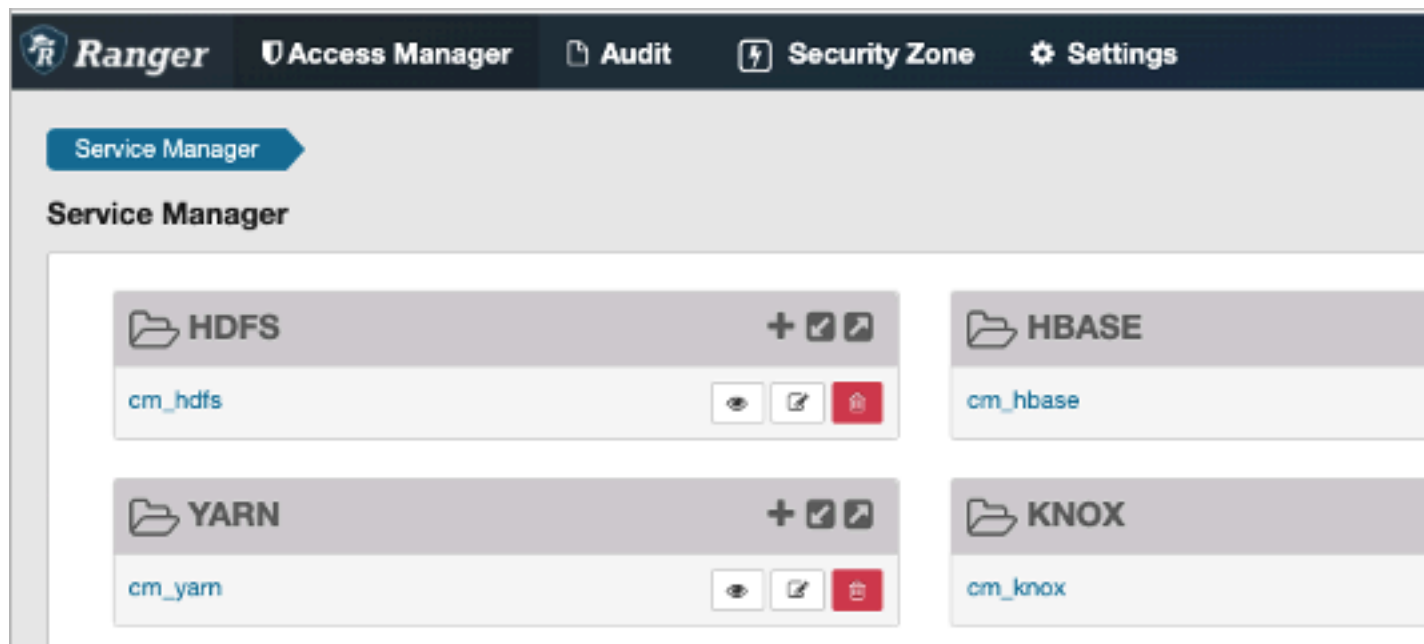 Ranger Access Manager Audit Security Zone Settings
Service Manager
Service Manager
HDFS HBASE
cm_hdfs cm_hbase
YARN KNOX
cm_yarn cm_knox